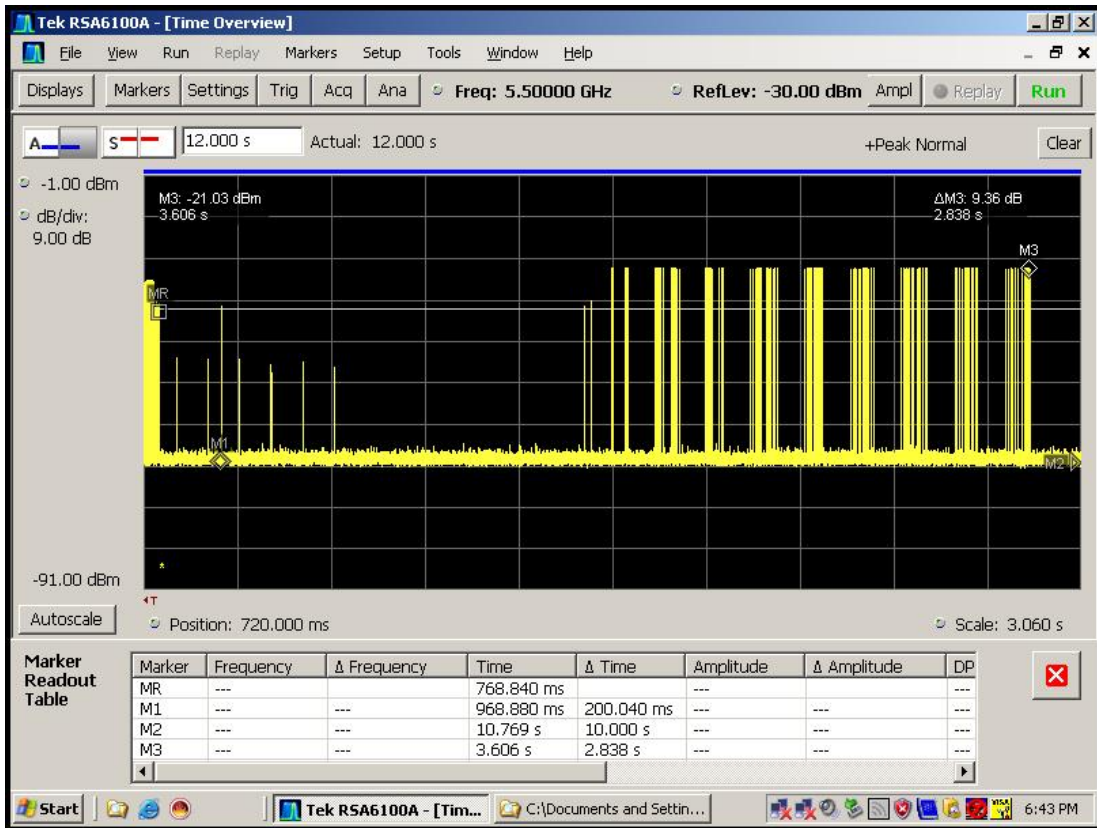 Tek RSA6100A - [Time Overview]
File View Run Replay Markers Setup Tools Window Help
Displays Markers Settings Trig Acq Ana Freq: 5.50000 GHz RefLev: -30.00 dBm Ampl Replay Run
A S 12.000 s Actual: 12.000 s +Peak Normal Clear
-1.00 dBm
dB/div:
9.00 dB
M3: -21.03 dBm
3.606 s
ΔM3: 9.36 dB
2.838 s
M3
MR
M1
M2
-91.00 dBm
T
Autoscale Position: 720.000 ms Scale: 3.060 s
Marker Readout Table
Marker Frequency Δ Frequency Time Δ Time Amplitude Δ Amplitude DP
MR --- 768.840 ms --- ---
M1 --- --- 968.880 ms 200.040 ms --- --- ---
M2 --- --- 10.769 s 10.000 s --- --- ---
M3 --- --- 3.606 s 2.838 s --- --- ---
Start Tek RSA6100A - [Tim... C:\Documents and Settin... 6:43 PM